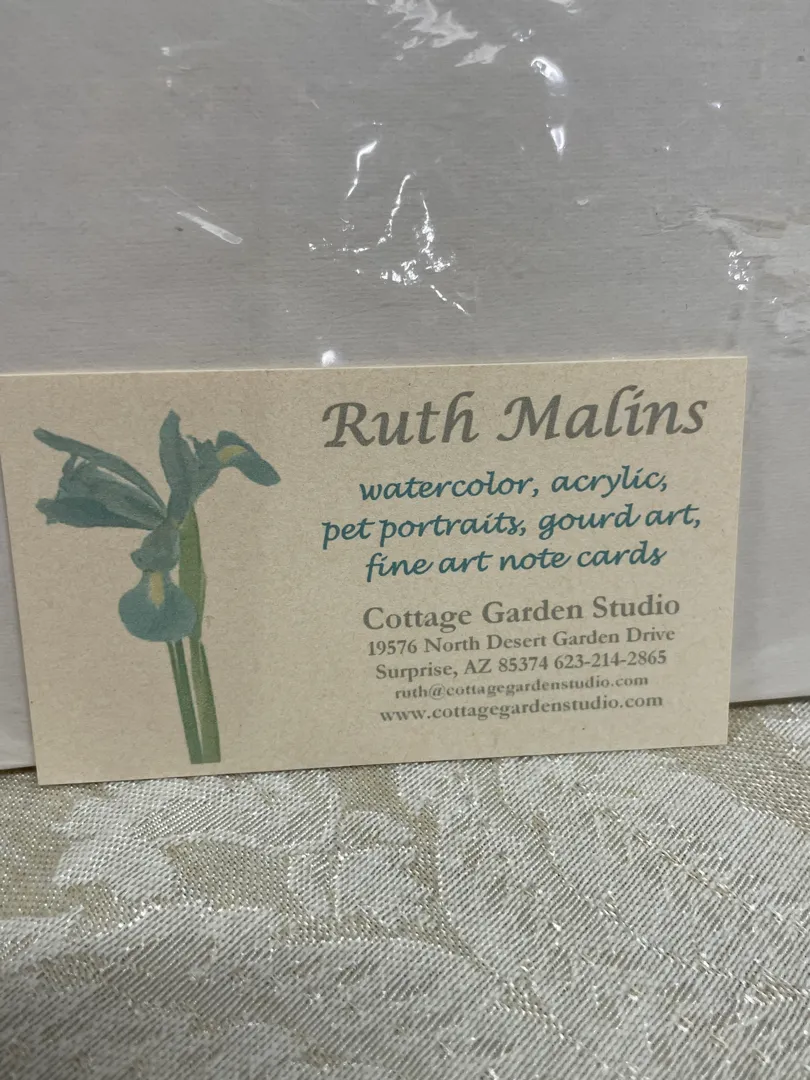 Ruth Malins
watercolor, acrylic,
pet portraits, gourd art,
fine art note cards
Cottage Garden Studio
19576 North Desert Garden Drive
Surprise, AZ 85374 623-214-2865
ruth@cottagegardenstudio.com
www.cottagegardenstudio.com